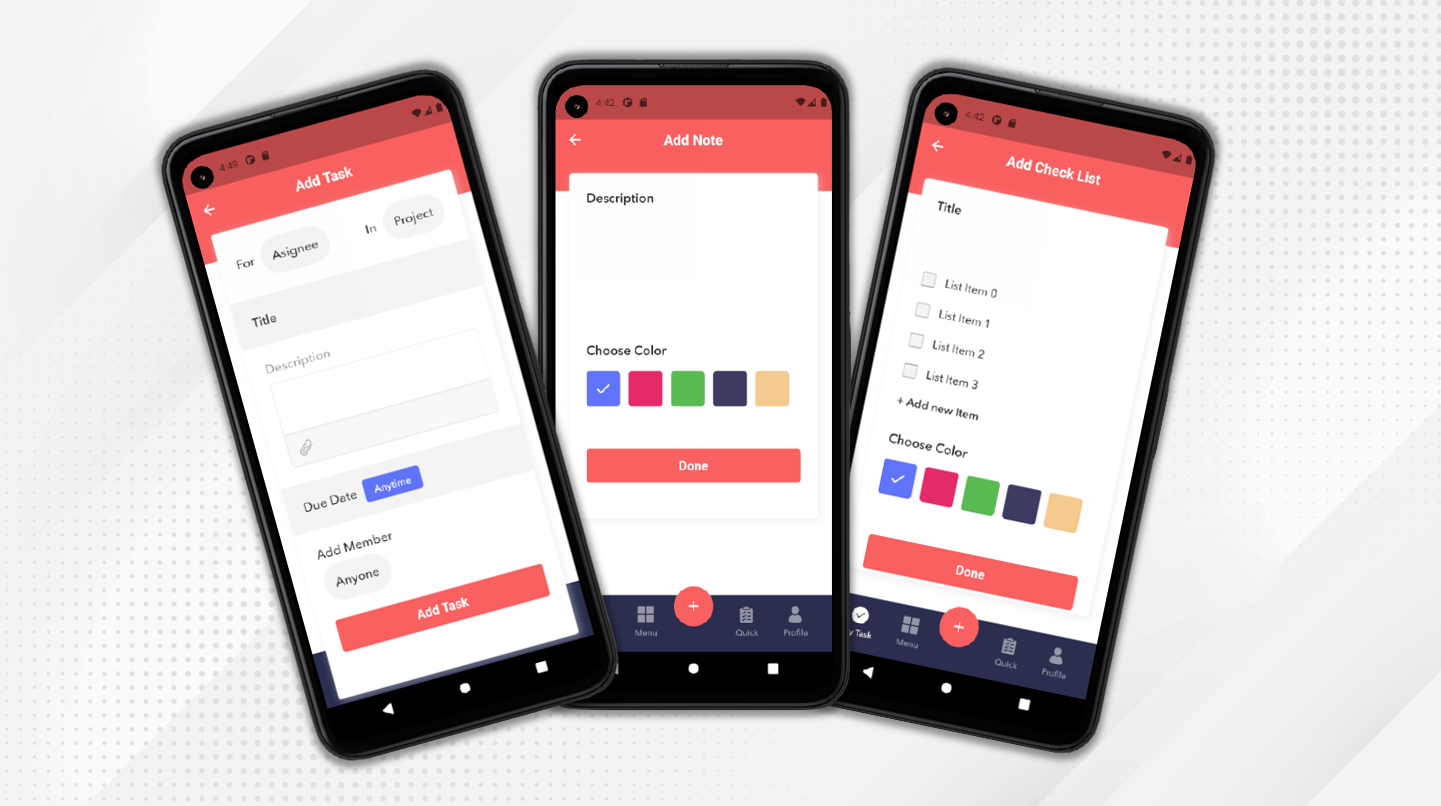 4:49
Add Task
For Asignee In Project
Title
Description
Due Date Anytime
Add Member
Anyone
Add Task
4:42
Add Note
Description
Choose Color
Done
Menu
Quick
Profile
4:42
Add Check List
Title
List Item 0
List Item 1
List Item 2
List Item 3
+ Add new Item
Choose Color
Done
Task
Menu
Quick
Profile